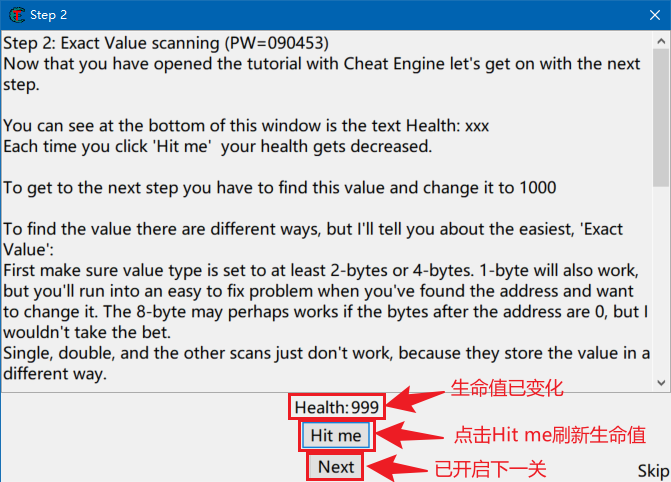 Step 2
Step 2: Exact Value scanning (PW=090453)
Now that you have opened the tutorial with Cheat Engine let's get on with the next
step.
You can see at the bottom of this window is the text Health: xxx
Each time you click 'Hit me'  your health gets decreased.
To get to the next step you have to find this value and change it to 1000
To find the value there are different ways, but I'll tell you about the easiest, 'Exact
Value':
First make sure value type is set to at least 2-bytes or 4-bytes. 1-byte will also work,
but you'll run into an easy to fix problem when you've found the address and want
to change it. The 8-byte may perhaps works if the bytes after the address are 0, but I
wouldn't take the bet.
Single, double, and the other scans just don't work, because they store the value in a
different way.
生命值已变化
Health: 999
Hit me
点击Hit me刷新生命值
Next
已开启下一关
Skip